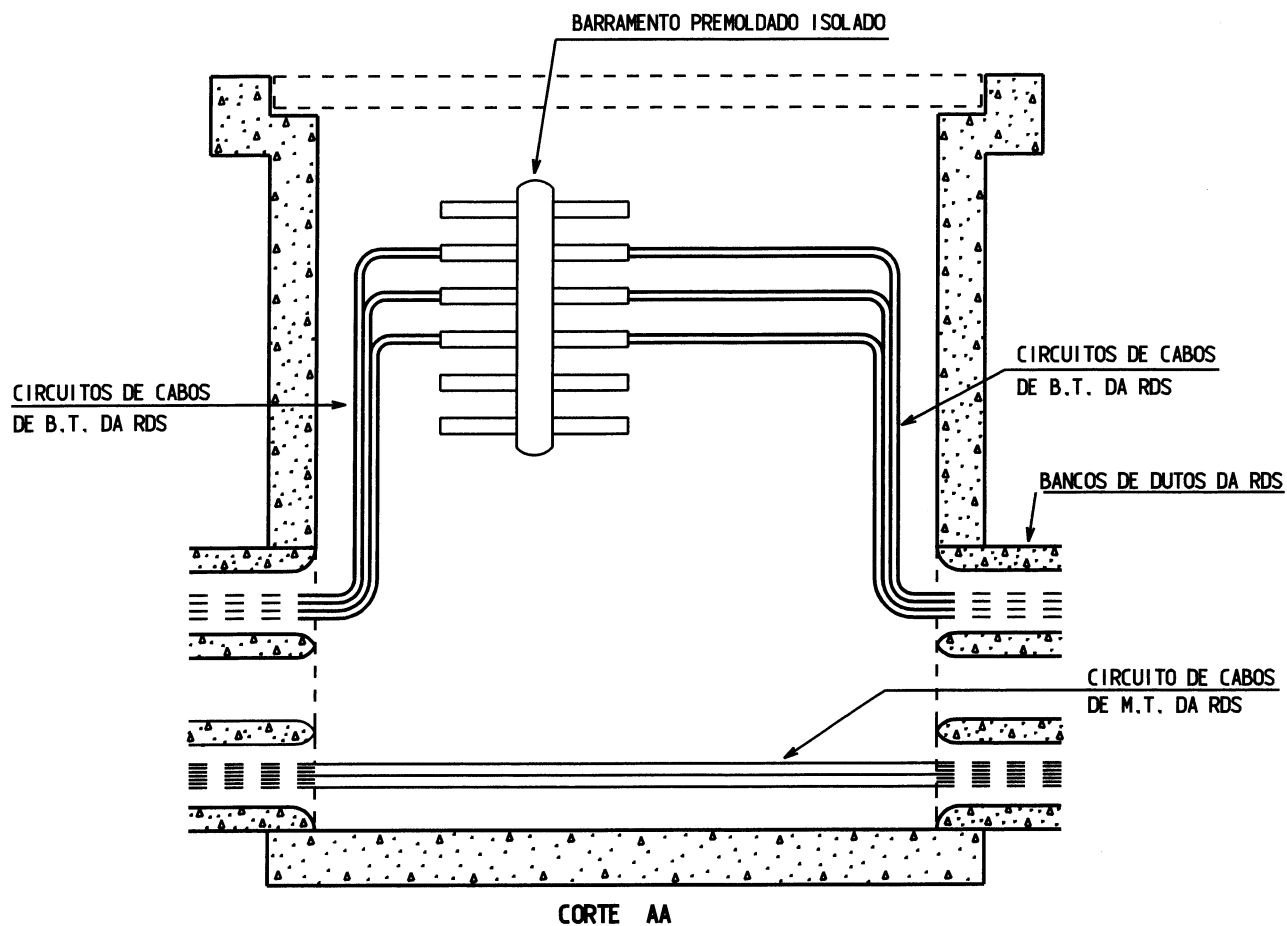 BARRAMENTO PREMOLDADO ISOLADO
CIRCUITOS DE CABOS
DE B.T. DA RDS
CIRCUITOS DE CABOS
DE B.T. DA RDS
BANCOS DE DUTOS DA RDS
CIRCUITO DE CABOS
DE M.T. DA RDS
CORTE AA